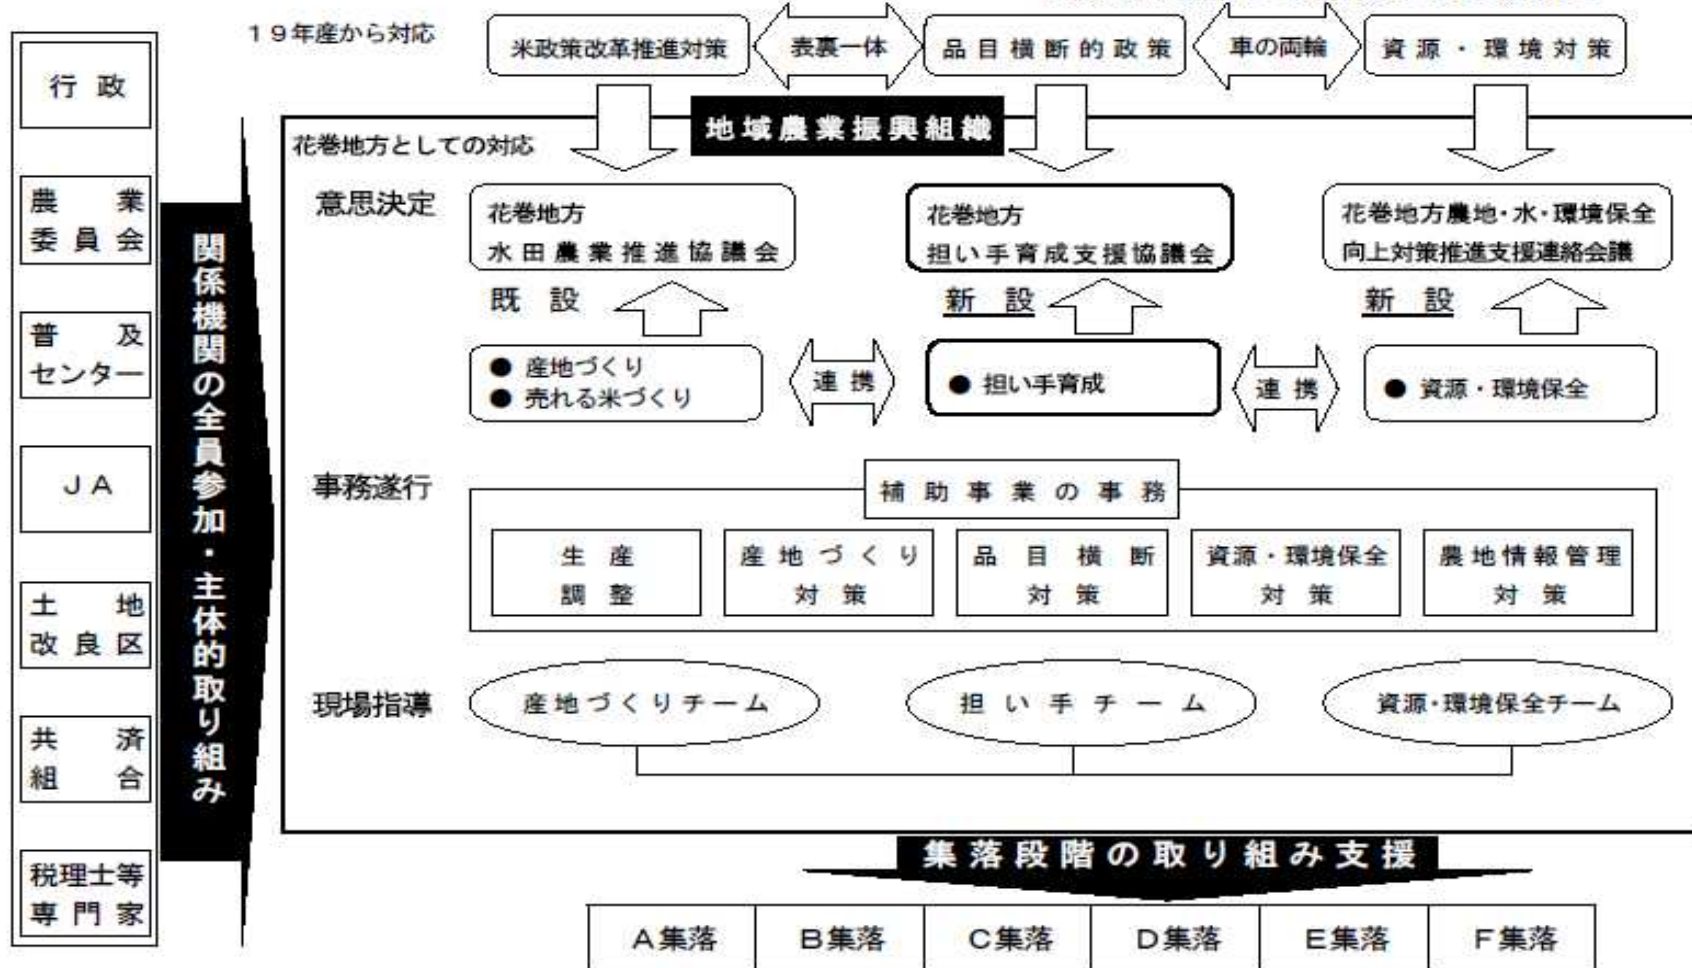 19年産から対応
米政策改革推進対策
表裏一体
品目横断的政策
車の両輪
資源・環境対策
行政
農業
委員会
普及
センター
JA
土地
改良区
共済
組合
税理士等
専門家
関係機関の全員参加・主体的取り組み
地域農業振興組織
花巻地方としての対応
意思決定
花巻地方
水田農業推進協議会
花巻地方
担い手育成支援協議会
花巻地方農地・水・環境保全
向上対策推進支援連絡会議
既設
新設
新設
● 産地づくり
● 売れる米づくり
連携
● 担い手育成
連携
● 資源・環境保全
事務遂行
補助事業の事務
生産
調整
産地づくり
対策
品目横断
対策
資源・環境保全
対策
農地情報管理
対策
現場指導
産地づくりチーム
担い手チーム
資源・環境保全チーム
集落段階の取り組み支援
A集落
B集落
C集落
D集落
E集落
F集落